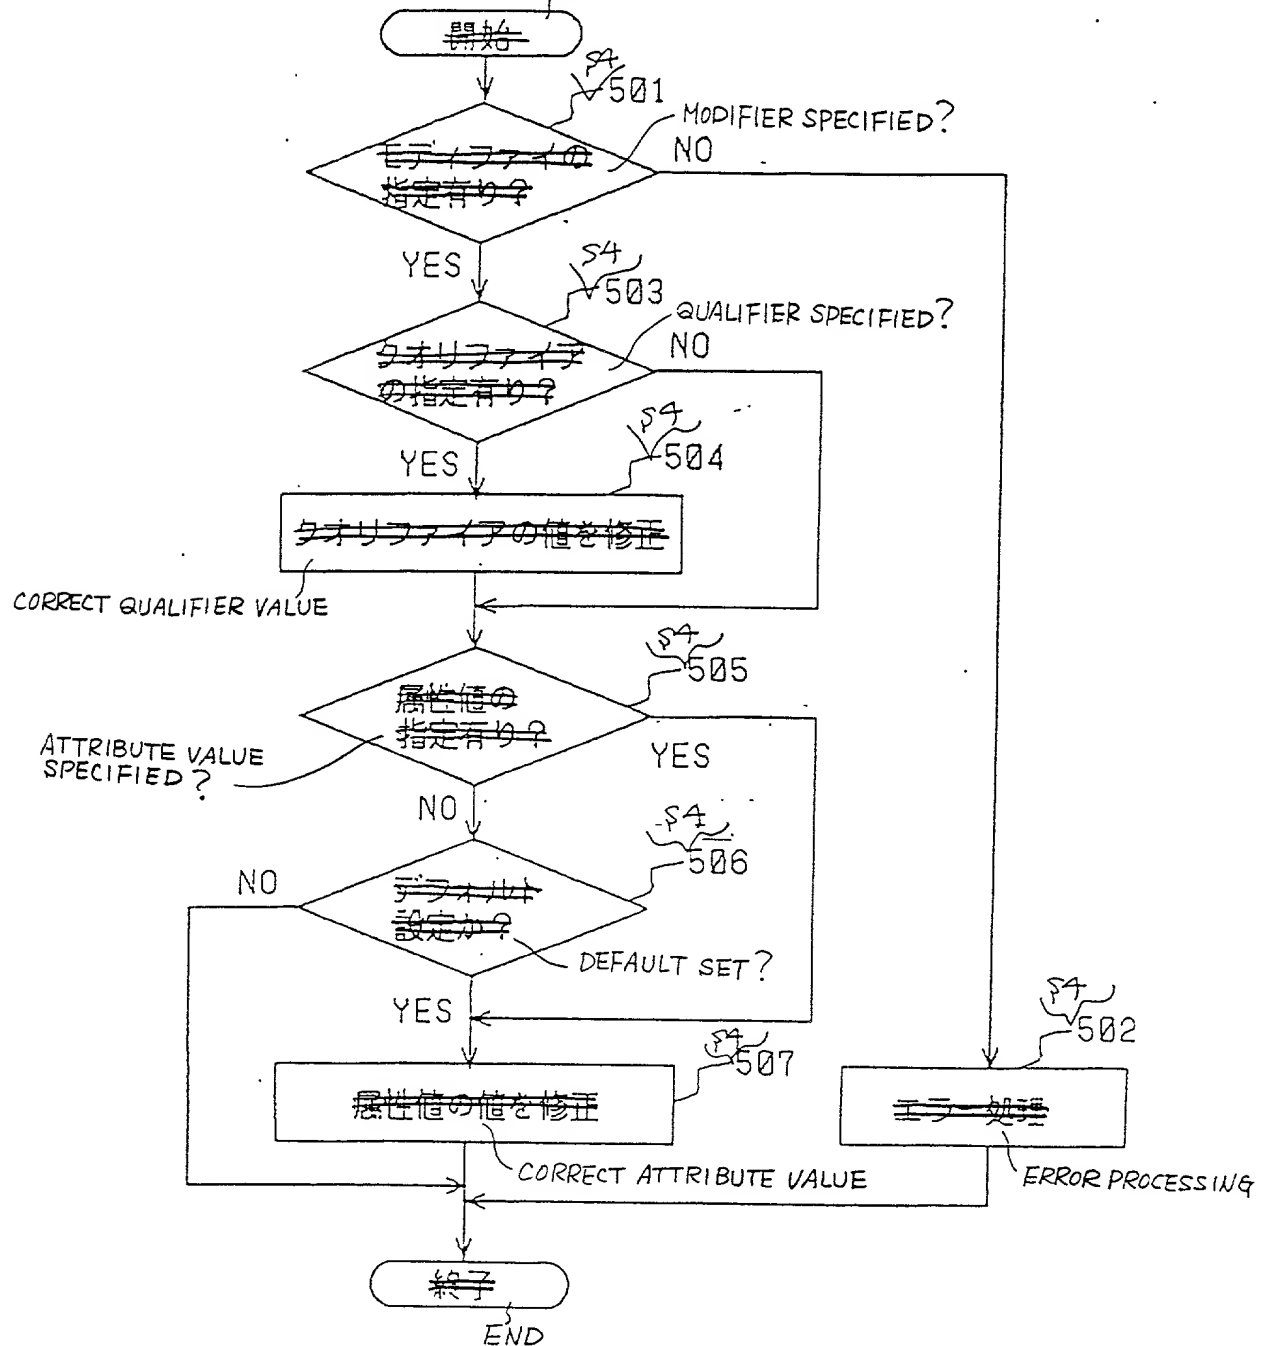 開始
S4
501
MODIFIER SPECIFIED?
モディファイの
指定有り?
NO
YES
S4
503
QUALIFIER SPECIFIED?
クオリファイア
の指定有り?
NO
YES
S4
504
クオリファイアの値を修正
CORRECT QUALIFIER VALUE
S4
505
属性値の
指定有り?
ATTRIBUTE VALUE
SPECIFIED?
YES
NO
S4
506
デフォルト
設定か?
NO
DEFAULT SET?
YES
S4
507
S4
502
属性値の値を修正
エラー処理
CORRECT ATTRIBUTE VALUE
ERROR PROCESSING
終了
END